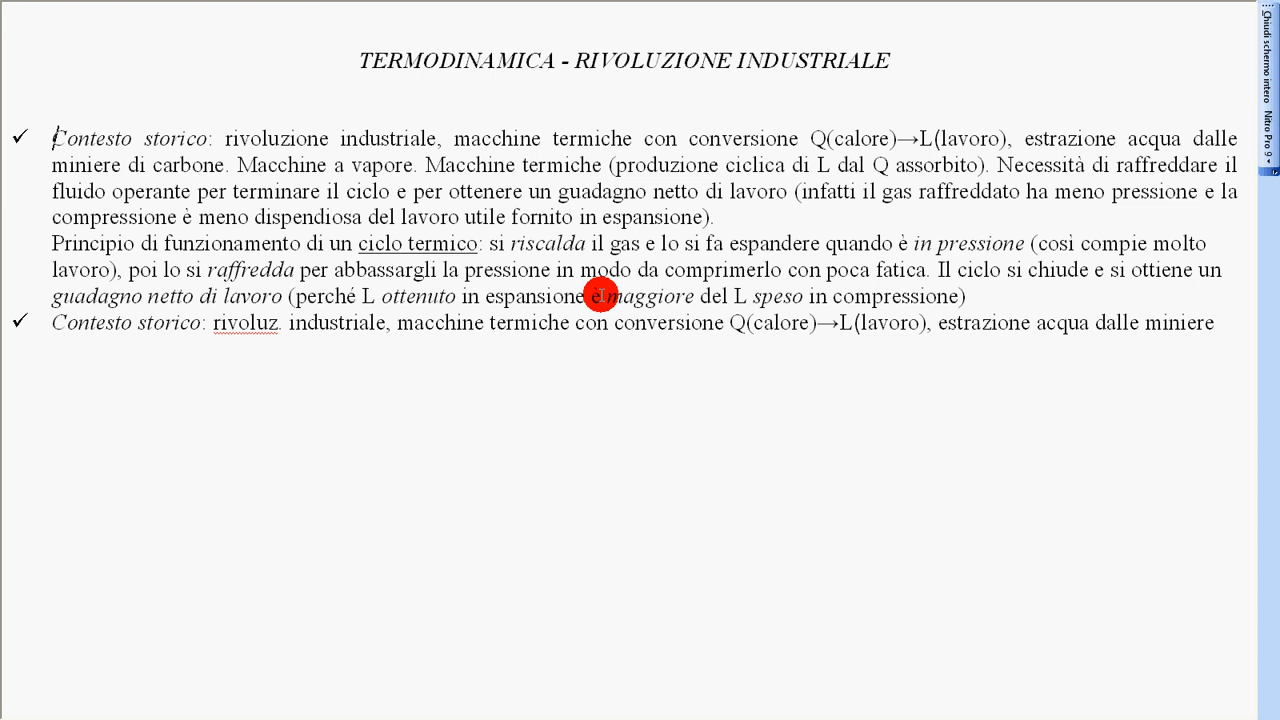 TERMODINAMICA - RIVOLUZIONE INDUSTRIALE
✓ Contesto storico: rivoluzione industriale, macchine termiche con conversione Q(calore)→L(lavoro), estrazione acqua dalle
miniere di carbone. Macchine a vapore. Macchine termiche (produzione ciclica di L dal Q assorbito). Necessità di raffreddare il
fluido operante per terminare il ciclo e per ottenere un guadagno netto di lavoro (infatti il gas raffreddato ha meno pressione e la
compressione è meno dispendiosa del lavoro utile fornito in espansione).
Principio di funzionamento di un ciclo termico: si riscalda il gas e lo si fa espandere quando è in pressione (così compie molto
lavoro), poi lo si raffredda per abbassargli la pressione in modo da comprimerlo con poca fatica. Il ciclo si chiude e si ottiene un
guadagno netto di lavoro (perché L ottenuto in espansione è maggiore del L speso in compressione)
✓ Contesto storico: rivoluz. industriale, macchine termiche con conversione Q(calore)→L(lavoro), estrazione acqua dalle miniere
Chiudi schermo intero Nitro Pro 9